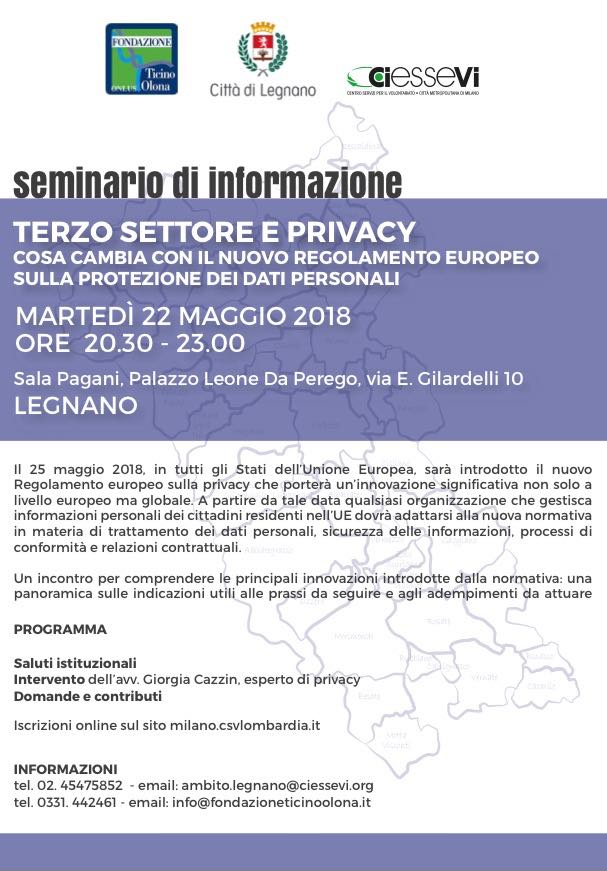 FONDAZIONE
Ticino
Olona
ONLUS
Città di Legnano
CiesseVi
CENTRO SERVIZI PER IL VOLONTARIATO • CITTÀ METROPOLITANA DI MILANO
seminario di informazione
TERZO SETTORE E PRIVACY
COSA CAMBIA CON IL NUOVO REGOLAMENTO EUROPEO
SULLA PROTEZIONE DEI DATI PERSONALI
MARTEDÌ 22 MAGGIO 2018
ORE 20.30 - 23.00
Sala Pagani, Palazzo Leone Da Perego, via E. Gilardelli 10
LEGNANO
Il 25 maggio 2018, in tutti gli Stati dell'Unione Europea, sarà introdotto il nuovo
Regolamento europeo sulla privacy che porterà un'innovazione significativa non solo a
livello europeo ma globale. A partire da tale data qualsiasi organizzazione che gestisca
informazioni personali dei cittadini residenti nell'UE dovrà adattarsi alla nuova normativa
in materia di trattamento dei dati personali, sicurezza delle informazioni, processi di
conformità e relazioni contrattuali.
Un incontro per comprendere le principali innovazioni introdotte dalla normativa: una
panoramica sulle indicazioni utili alle prassi da seguire e agli adempimenti da attuare
PROGRAMMA
Saluti istituzionali
Intervento dell'avv. Giorgia Cazzin, esperto di privacy
Domande e contributi
Iscrizioni online sul sito milano.csvlombardia.it
INFORMAZIONI
tel. 02. 45475852 - email: ambito.legnano@ciessevi.org
tel. 0331. 442461 - email: info@fondazioneticinoolona.it